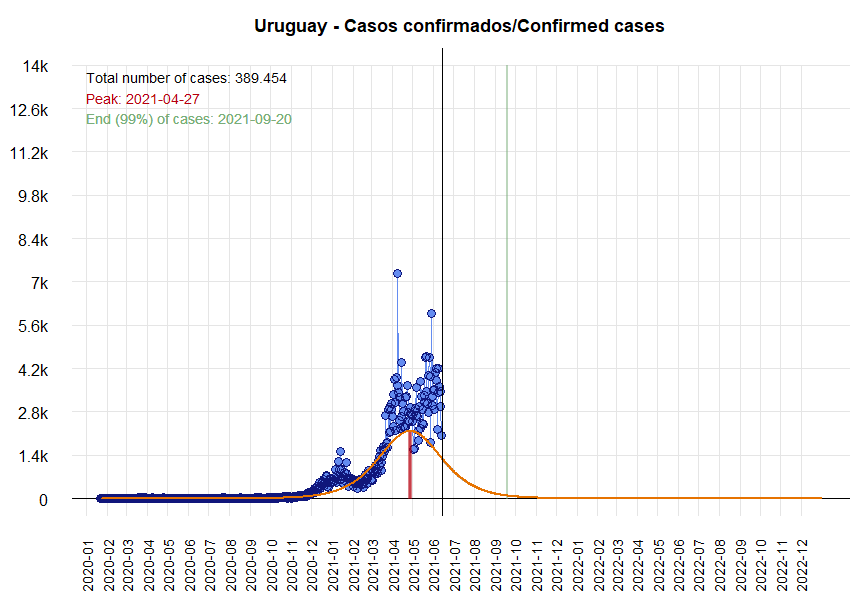 Uruguay - Casos confirmados/Confirmed cases
Total number of cases: 389.454
Peak: 2021-04-27
End (99%) of cases: 2021-09-20
14k
12.6k
11.2k
9.8k
8.4k
7k
5.6k
4.2k
2.8k
1.4k
0
2020-01
2020-02
2020-03
2020-04
2020-05
2020-06
2020-07
2020-08
2020-09
2020-10
2020-11
2020-12
2021-01
2021-02
2021-03
2021-04
2021-05
2021-06
2021-07
2021-08
2021-09
2021-10
2021-11
2021-12
2022-01
2022-02
2022-03
2022-04
2022-05
2022-06
2022-07
2022-08
2022-09
2022-10
2022-11
2022-12